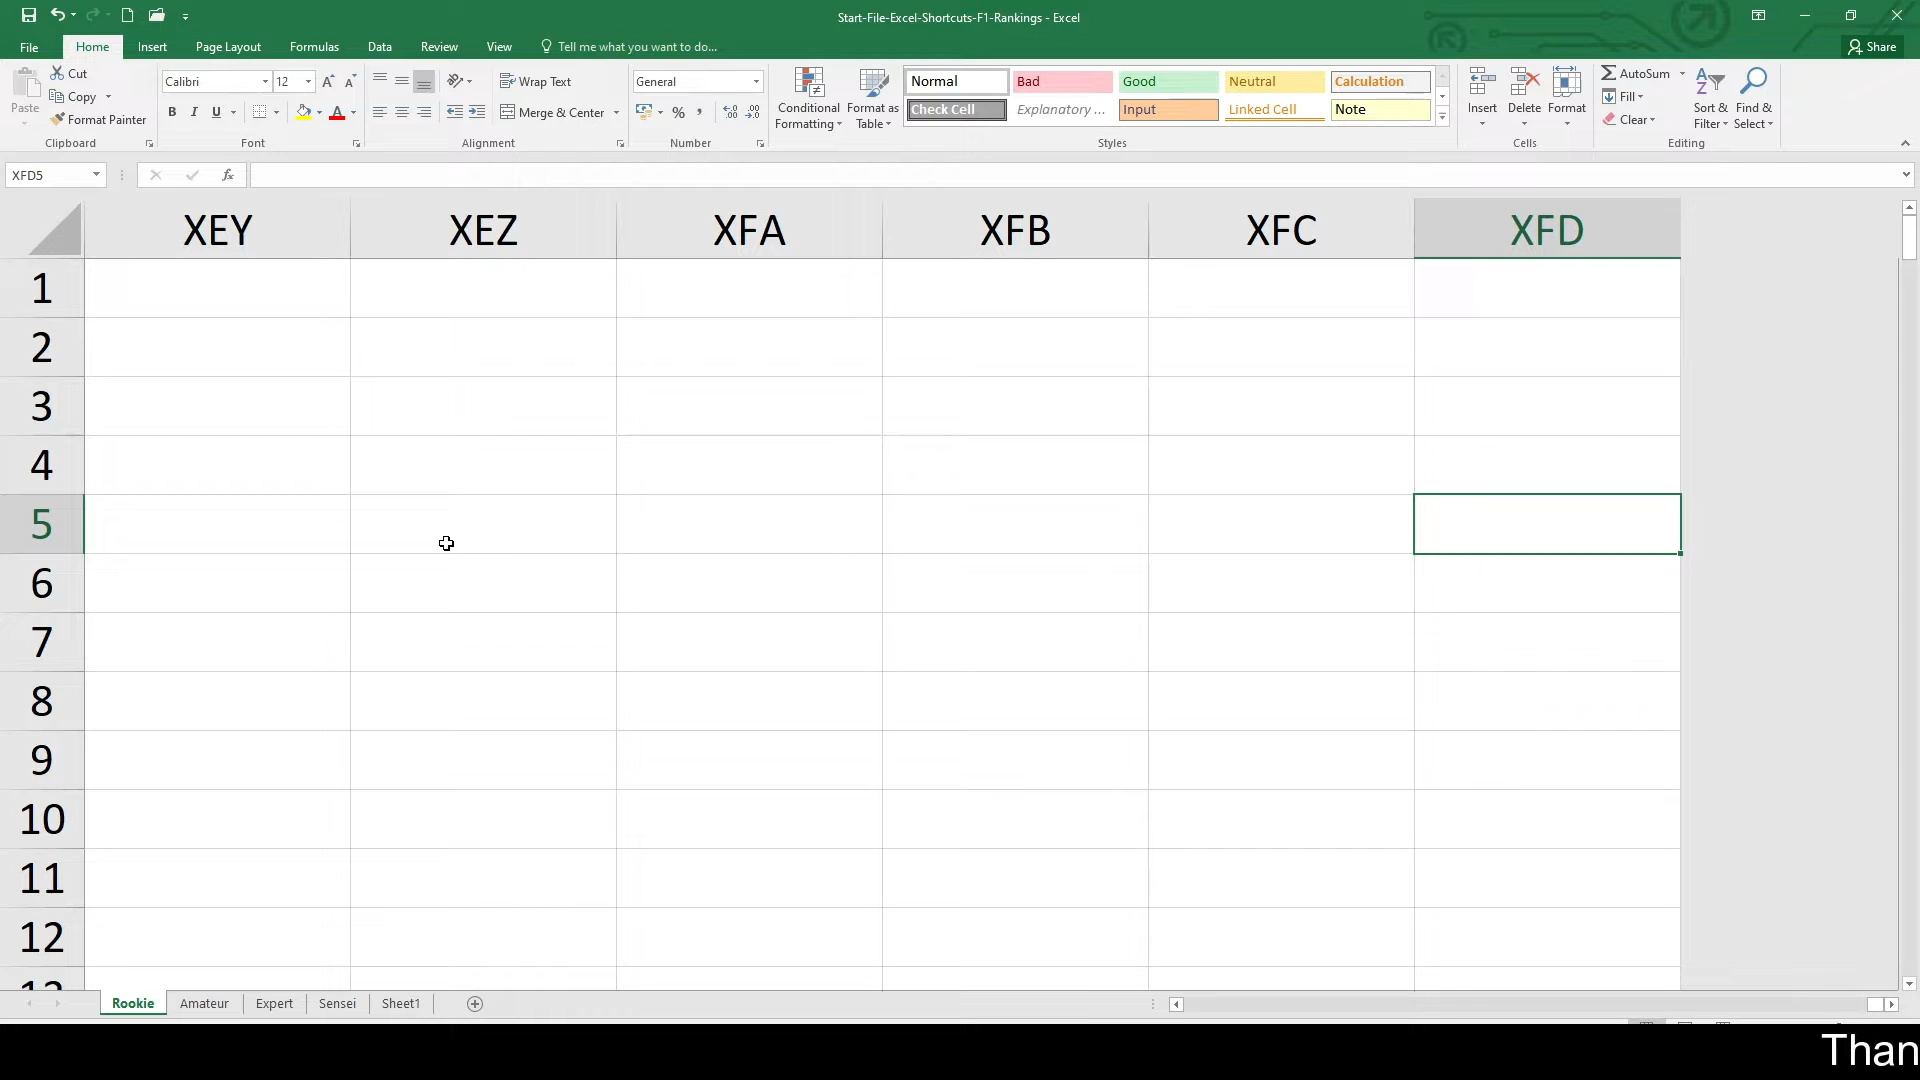 Start-File-Excel-Shortcuts-F1-Rankings - Excel
File Home Insert Page Layout Formulas Data Review View Tell me what you want to do... Share
Paste
Cut
Copy
Format Painter
Clipboard
Calibri 12
B I U A
Font
Wrap Text
Merge & Center
Alignment
General
%
Number
Conditional Formatting
Format as Table
Normal Bad Good Neutral Calculation
Check Cell Explanatory ... Input Linked Cell Note
Styles
Insert Delete Format
Cells
AutoSum
Fill
Clear
Sort & Filter
Find & Select
Editing
XFD5 fx
XEY XEZ XFA XFB XFC XFD
1
2
3
4
5
6
7
8
9
10
11
12
13
Rookie Amateur Expert Sensei Sheet1
Than